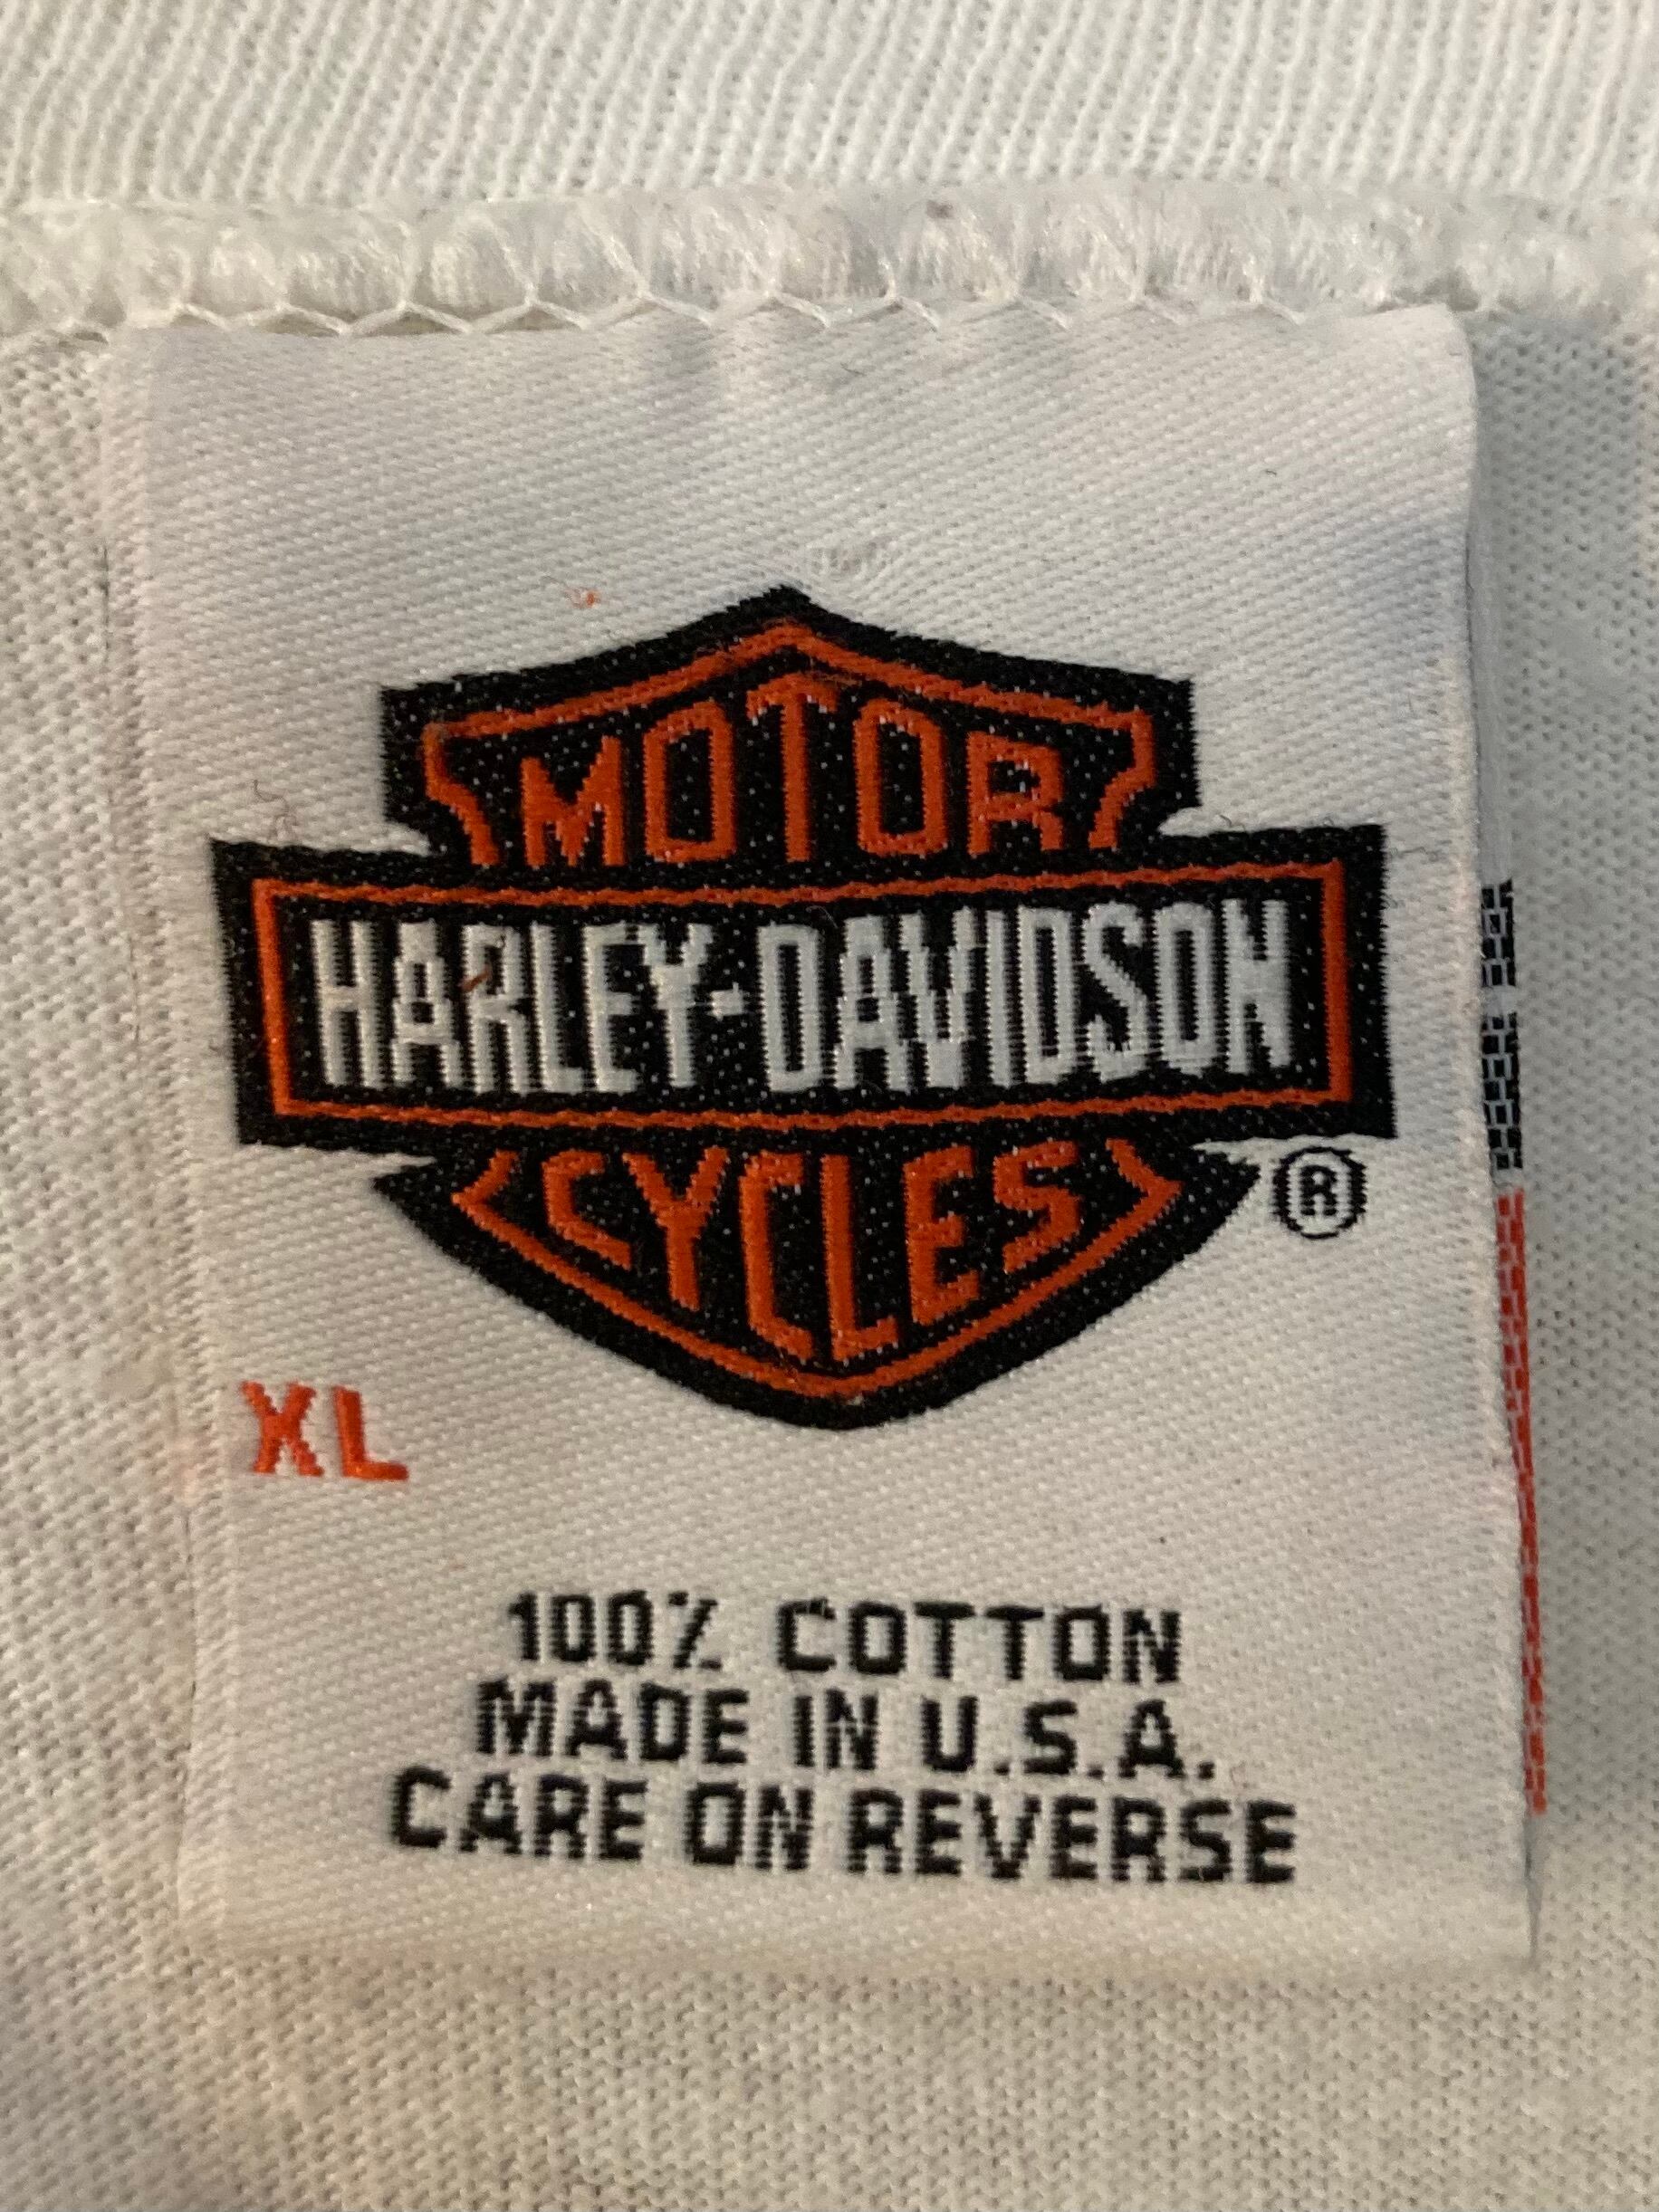 MOTOR
HARLEY-DAVIDSON
CYCLES
®
XL
100% COTTON
MADE IN U.S.A.
CARE ON REVERSE